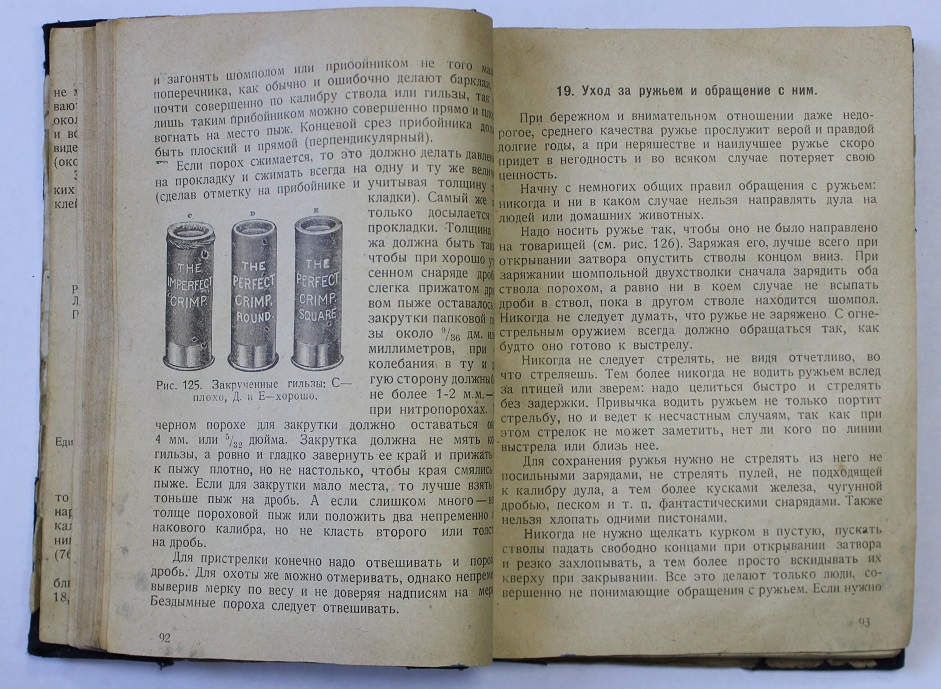 не
вают
окол
и во
виде
(око
З
ких
клей
Р
Л
П
Еди
то
нар
кал
ния
(76
бли
18,
и загонять шомполом или прибойником не того
поперечника, как обычно и ошибочно делают
почти совершенно по калибру ствола или гильзы, так
лишь таким прибойником можно совершенно прямо и
вогнать на место пыж. Концевой срез прибойника
быть плоский и прямой (перпендикулярный).
Если порох сжимается, то это должно делать
на прокладку и сжимать всегда на одну и ту же
(сделав отметку на прибойнике и учитывая толщину
кладки). Самый же
только досылается
прокладки. Толщина
жа должна быть
чтобы при хорошо
сенном снаряде
слегка прижатом
вом пыже оставалось
закрутки папковой
зы около 9/36 дм.
миллиметров, при
колебания в ту и
гую сторону должны
не более 1-2 м.м.—
при нитропорохах.
C D E
THE IMPERFECT CRIMP.
THE PERFECT CRIMP. ROUND.
THE PERFECT CRIMP. SQUARE
Рис. 125. Закрученные гильзы: С—
плохо, Д. и Е—хорошо.
черном порохе для закрутки должно оставаться
4 мм. или 5/32 дюйма. Закрутка должна не мять
гильзы, а ровно и гладко завернуть ее край и прижать
к пыжу плотно, но не настолько, чтобы края смялись
пыже. Если для закрутки мало места, то лучше взять
тоньше пыж на дробь. А если слишком много—
толще пороховой пыж или положить два непременно
накового калибра, но не класть второго или
на дробь.
Для пристрелки конечно надо отвешивать и
дробь. Для охоты же можно отмеривать, однако
выверив мерку по весу и не доверяя надписям на
Бездымные пороха следует отвешивать.
92
19. Уход за ружьем и обращение с ним.
При бережном и внимательном отношении даже недо-
рогое, среднего качества ружье прослужит верой и правдой
долгие годы, а при неряшестве и наилучшее ружье скоро
придет в негодность и во всяком случае потеряет свою
ценность.
Начну с немногих общих правил обращения с ружьем:
никогда и ни в каком случае нельзя направлять дула на
людей или домашних животных.
Надо носить ружье так, чтобы оно не было направлено
на товарищей (см. рис. 126). Заряжая его, лучше всего при
открывании затвора опустить стволы концом вниз. При
заряжании шомпольной двухстволки сначала зарядить оба
ствола порохом, а равно ни в коем случае не всыпать
дроби в ствол, пока в другом стволе находится шомпол.
Никогда не следует думать, что ружье не заряжено. С огне-
стрельным оружием всегда должно обращаться так, как
будто оно готово к выстрелу.
Никогда не следует стрелять, не видя отчетливо, во
что стреляешь. Тем более никогда не водить ружьем вслед
за птицей или зверем: надо целиться быстро и стрелять
без задержки. Привычка водить ружьем не только портит
стрельбу, но и ведет к несчастным случаям, так как при
этом стрелок не может заметить, нет ли кого по линии
выстрела или близь нее.
Для сохранения ружья нужно не стрелять из него не
посильными зарядами, не стрелять пулей, не подходящей
к калибру дула, а тем более кусками железа, чугунной
дробью, песком и т. п. фантастическими снарядами. Также
нельзя хлопать одними пистонами.
Никогда не нужно щелкать курком в пустую, пускать
стволы падать свободно концами при открывании затвора
и резко захлопывать, а тем более просто вскидывать их
кверху при закрывании. Все это делают только люди, со-
вершенно не понимающие обращения с ружьем. Если нужно
93